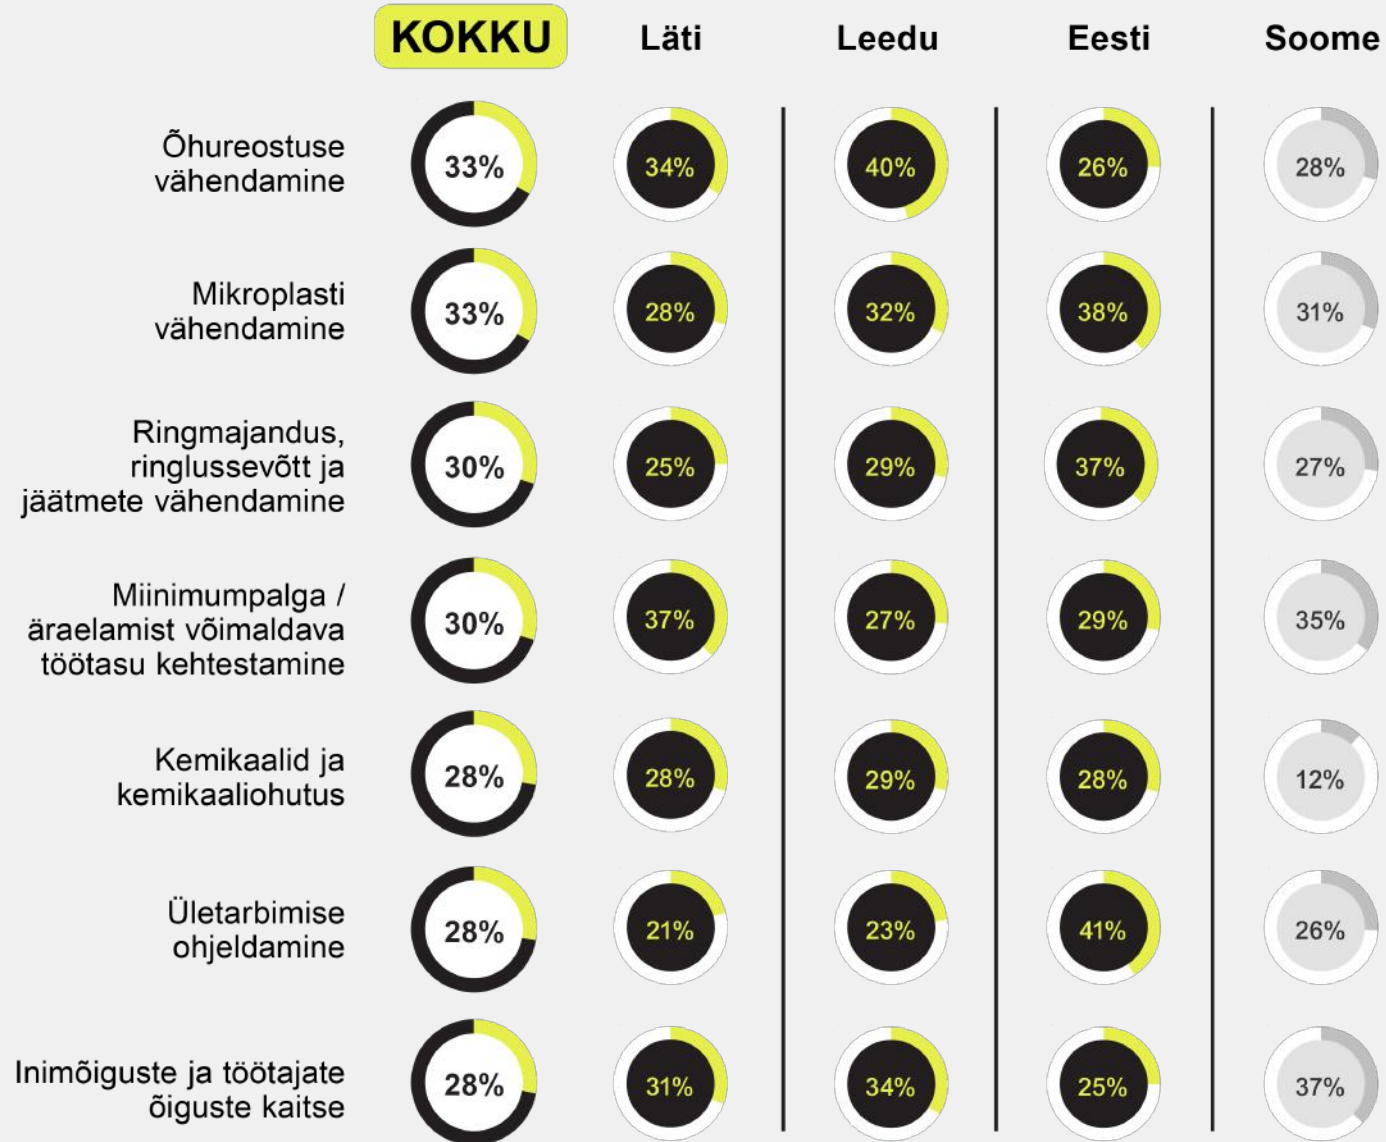 KOKKU Läti Leedu Eesti Soome
Õhureostuse
vähendamine
33% 34% 40% 26% 28%
Mikroplasti
vähendamine
33% 28% 32% 38% 31%
Ringmajandus,
ringlussevõtt ja
jäätmete vähendamine
30% 25% 29% 37% 27%
Miinimumpalga /
äraelamist võimaldava
töötasu kehtestamine
30% 37% 27% 29% 35%
Kemikaalid ja
kemikaaliohutus
28% 28% 29% 28% 12%
Ületarbimise
ohjeldamine
28% 21% 23% 41% 26%
Inimõiguste ja töötajate
õiguste kaitse
28% 31% 34% 25% 37%